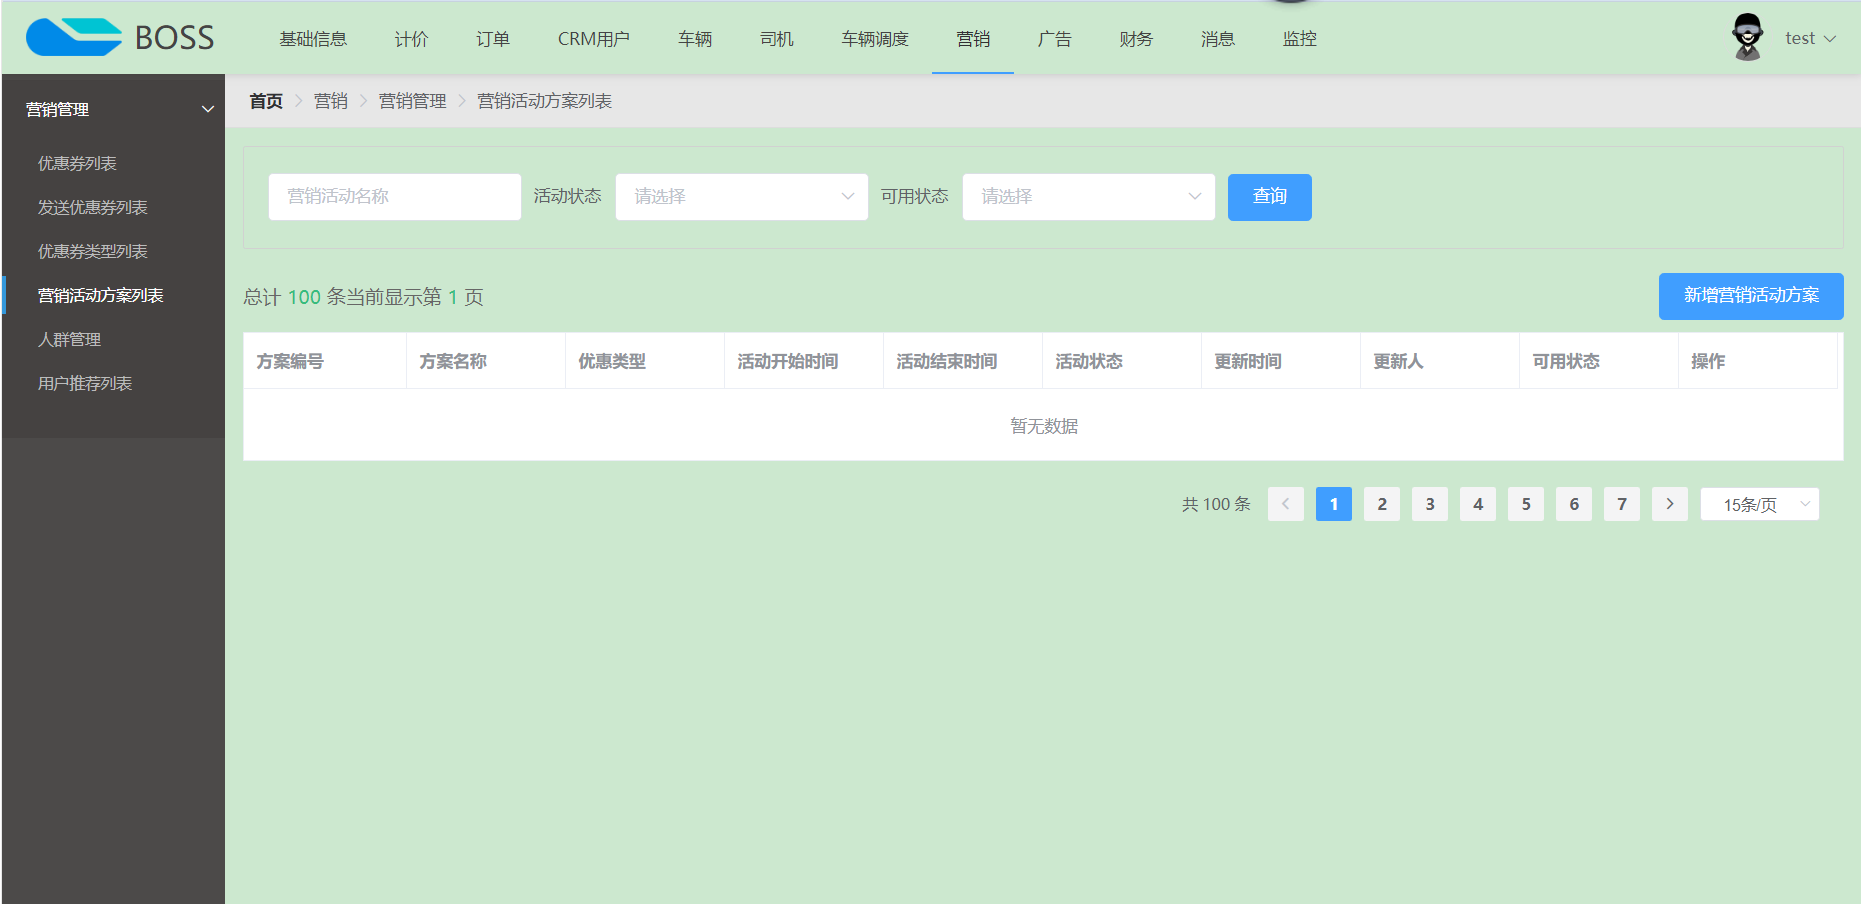 BOSS 基础信息 计价 订单 CRM用户 车辆 司机 车辆调度 营销 广告 财务 消息 监控 test
营销管理
优惠券列表
发送优惠券列表
优惠券类型列表
营销活动方案列表
人群管理
用户推荐列表
首页 营销 营销管理 营销活动方案列表
营销活动名称 活动状态 请选择 可用状态 请选择 查询
总计 100 条当前显示第 1 页 新增营销活动方案
方案编号 方案名称 优惠类型 活动开始时间 活动结束时间 活动状态 更新时间 更新人 可用状态 操作
暂无数据
共 100 条 1 2 3 4 5 6 7 15条/页